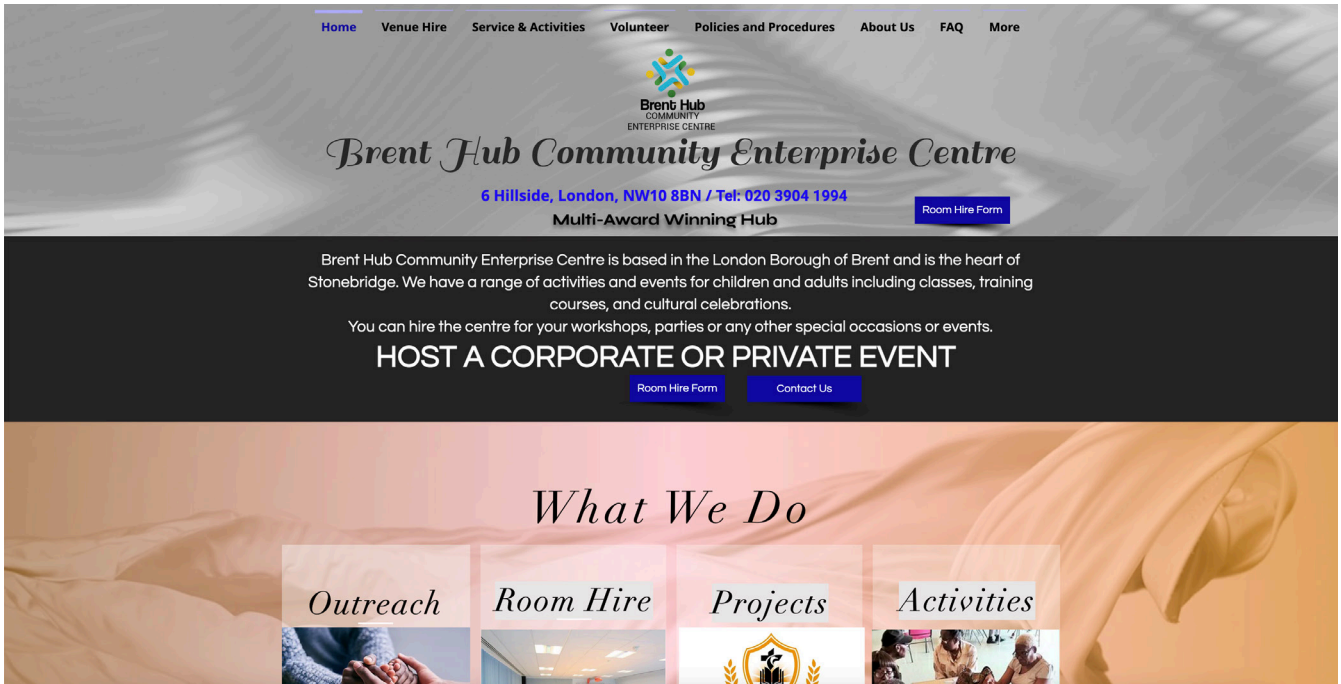 Home Venue Hire Service & Activities Volunteer Policies and Procedures About Us FAQ More
Brent Hub
COMMUNITY
ENTERPRISE CENTRE
Brent Hub Community Enterprise Centre
6 Hillside, London, NW10 8BN / Tel: 020 3904 1994
Multi-Award Winning Hub
Room Hire Form
Brent Hub Community Enterprise Centre is based in the London Borough of Brent and is the heart of
Stonebridge. We have a range of activities and events for children and adults including classes, training
courses, and cultural celebrations.
You can hire the centre for your workshops, parties or any other special occasions or events.
HOST A CORPORATE OR PRIVATE EVENT
Room Hire Form Contact Us
What We Do
Outreach Room Hire Projects Activities